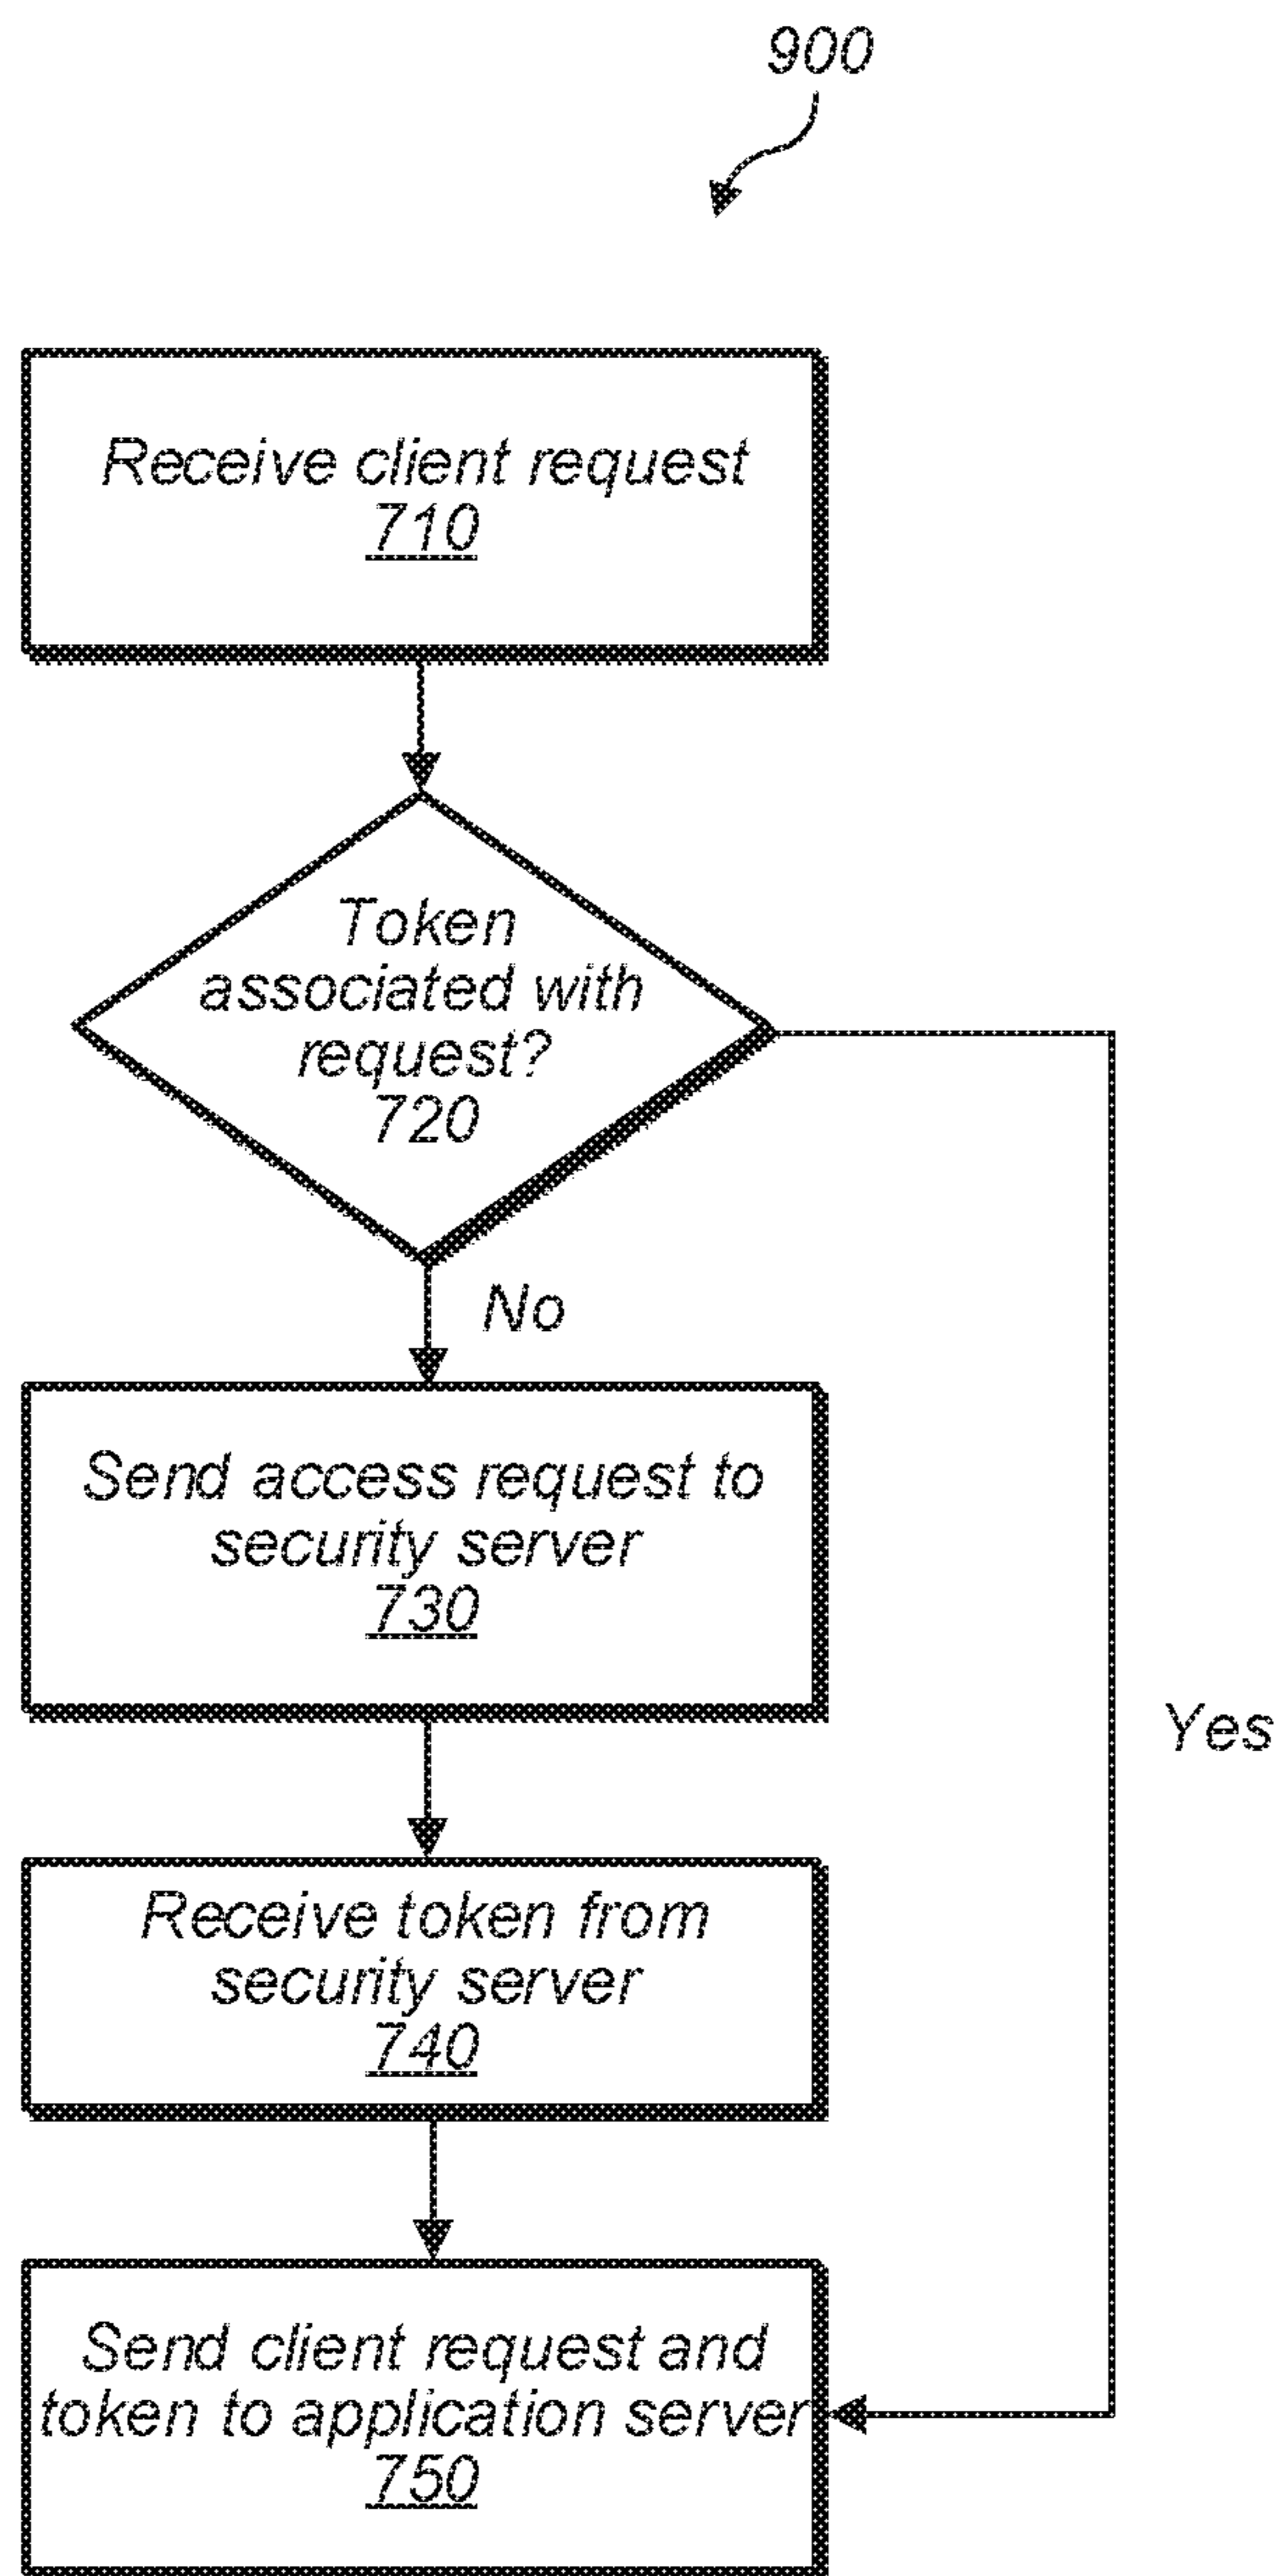 900
Receive client request
710
Token
associated with
request?
720
No
Send access request to
security server
730
Yes
Receive token from
security server
740
Send client request and
token to application server
750